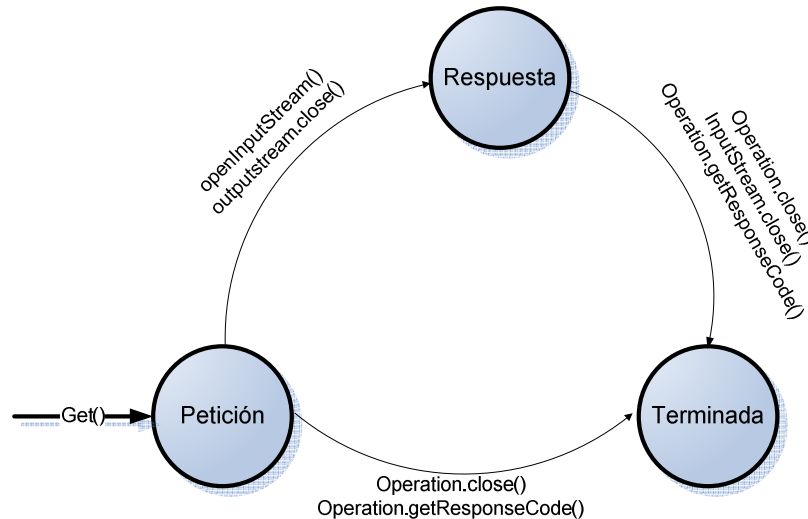 Respuesta
openInputStream()
outputstream.close()
Operation.close()
InputStream.close()
Operation.getResponseCode()
Get()
Petición
Terminada
Operation.close()
Operation.getResponseCode()